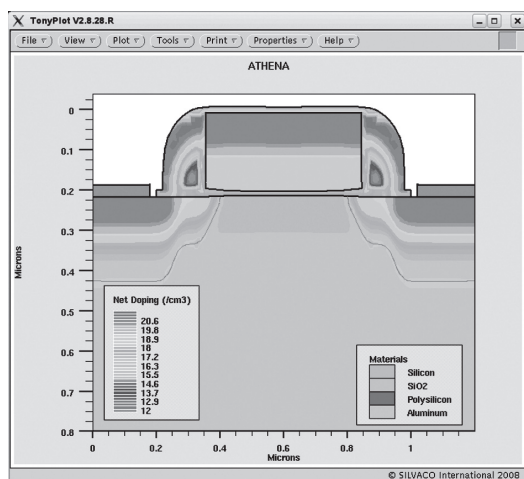 TonyPlot V2.8.28.R
File View Plot Tools Print Properties Help
ATHENA
0
0.1
0.2
0.3
0.4
0.5
0.6
0.7
0.8
Microns
Net Doping (/cm3)
20.6
19.8
18.9
18
17.2
16.3
15.5
14.6
13.7
12.9
12
Materials
Silicon
SiO2
Polysilicon
Aluminum
0 0.2 0.4 0.6 0.8 1
Microns
© SILVACO International 2008